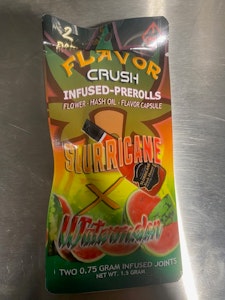 2
FLAVOR
CRUSH
INFUSED-PREROLLS
FLOWER - HASH OIL - FLAVOR CAPSULE
SLURRICANE
X
Watermelon
TWO 0.75 GRAM INFUSED JOINTS
NET WT. 1.5 GRAM